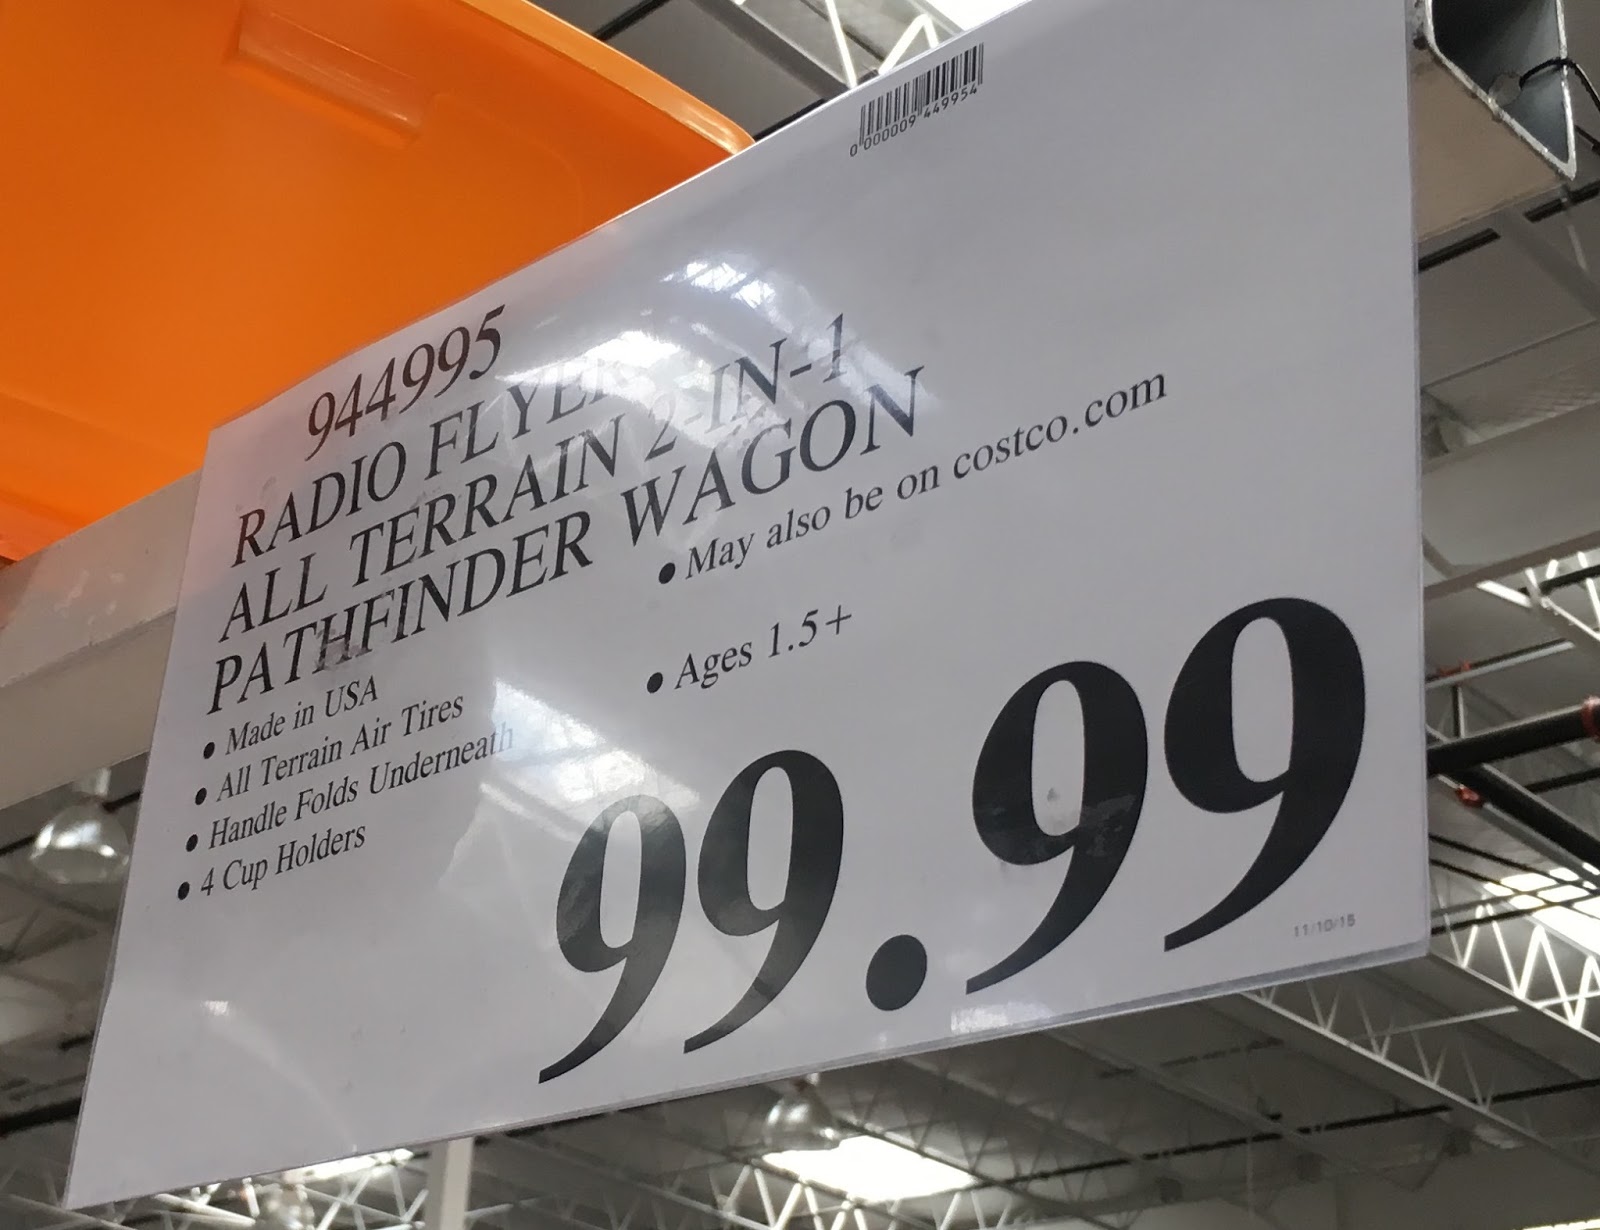 0 000009 449954
944995
RADIO FLYER
ALL TERRAIN 2-IN-1
PATHFINDER WAGON
• May also be on costco.com
• Made in USA
• All Terrain Air Tires
• Handle Folds Underneath
• 4 Cup Holders
• Ages 1.5+
99.99
11/10/15